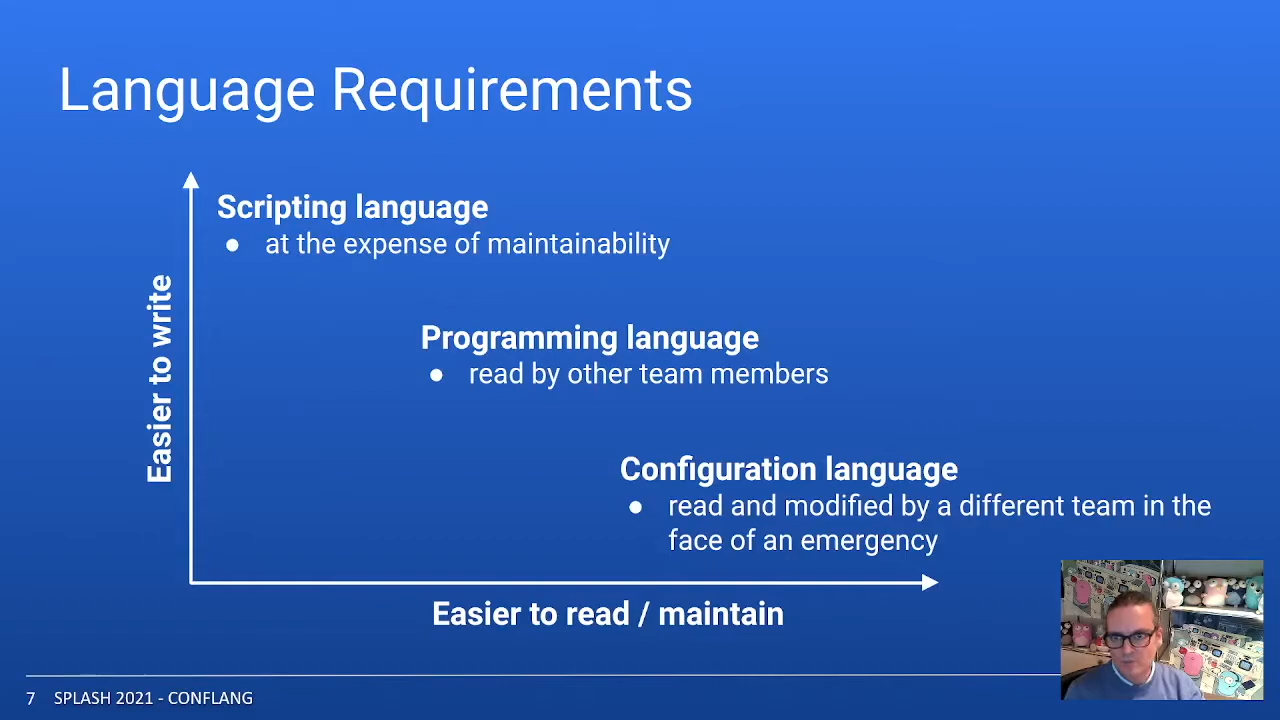 Language Requirements
Scripting language
● at the expense of maintainability
Easier to write
Programming language
● read by other team members
Configuration language
● read and modified by a different team in the
face of an emergency
Easier to read / maintain
7 SPLASH 2021 - CONFLANG